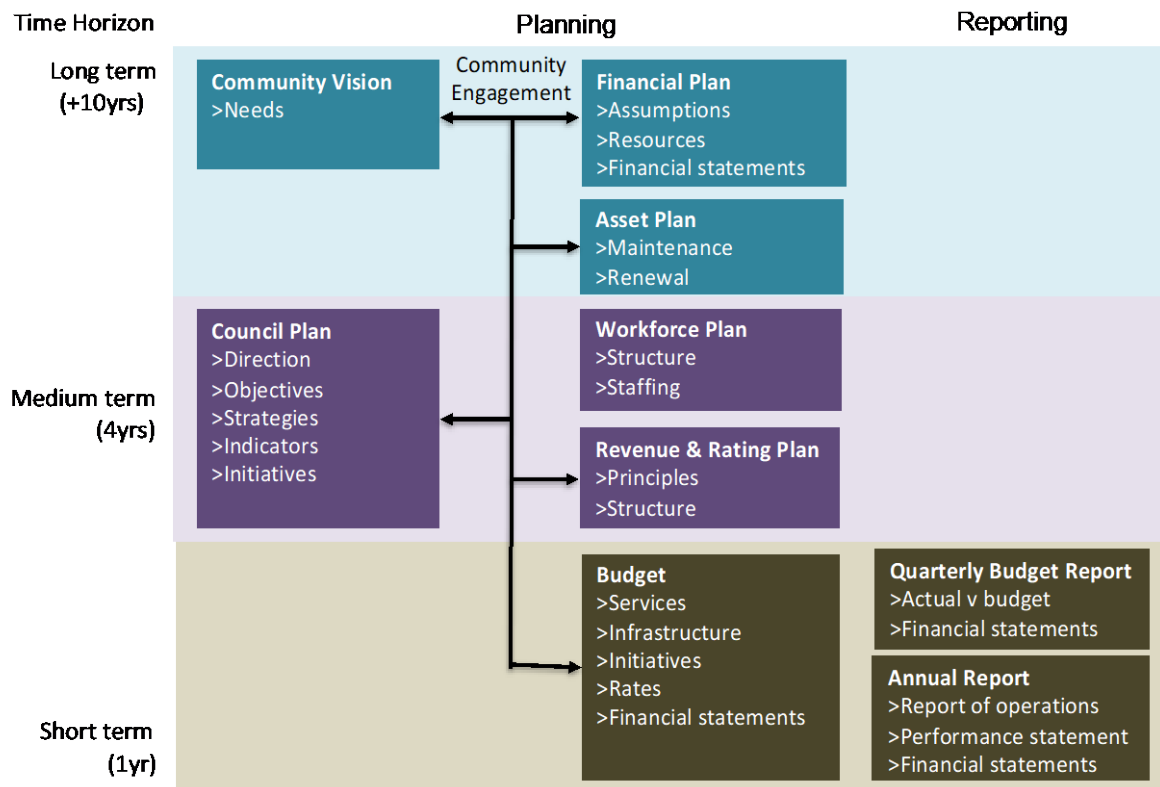 Time Horizon
Planning
Reporting
Long term
(+10yrs)
Community Vision
>Needs
Community
Engagement
Financial Plan
>Assumptions
>Resources
>Financial statements
Asset Plan
>Maintenance
>Renewal
Medium term
(4yrs)
Council Plan
>Direction
>Objectives
>Strategies
>Indicators
>Initiatives
Workforce Plan
>Structure
>Staffing
Revenue & Rating Plan
>Principles
>Structure
Short term
(1yr)
Budget
>Services
>Infrastructure
>Initiatives
>Rates
>Financial statements
Quarterly Budget Report
>Actual v budget
>Financial statements
Annual Report
>Report of operations
>Performance statement
>Financial statements